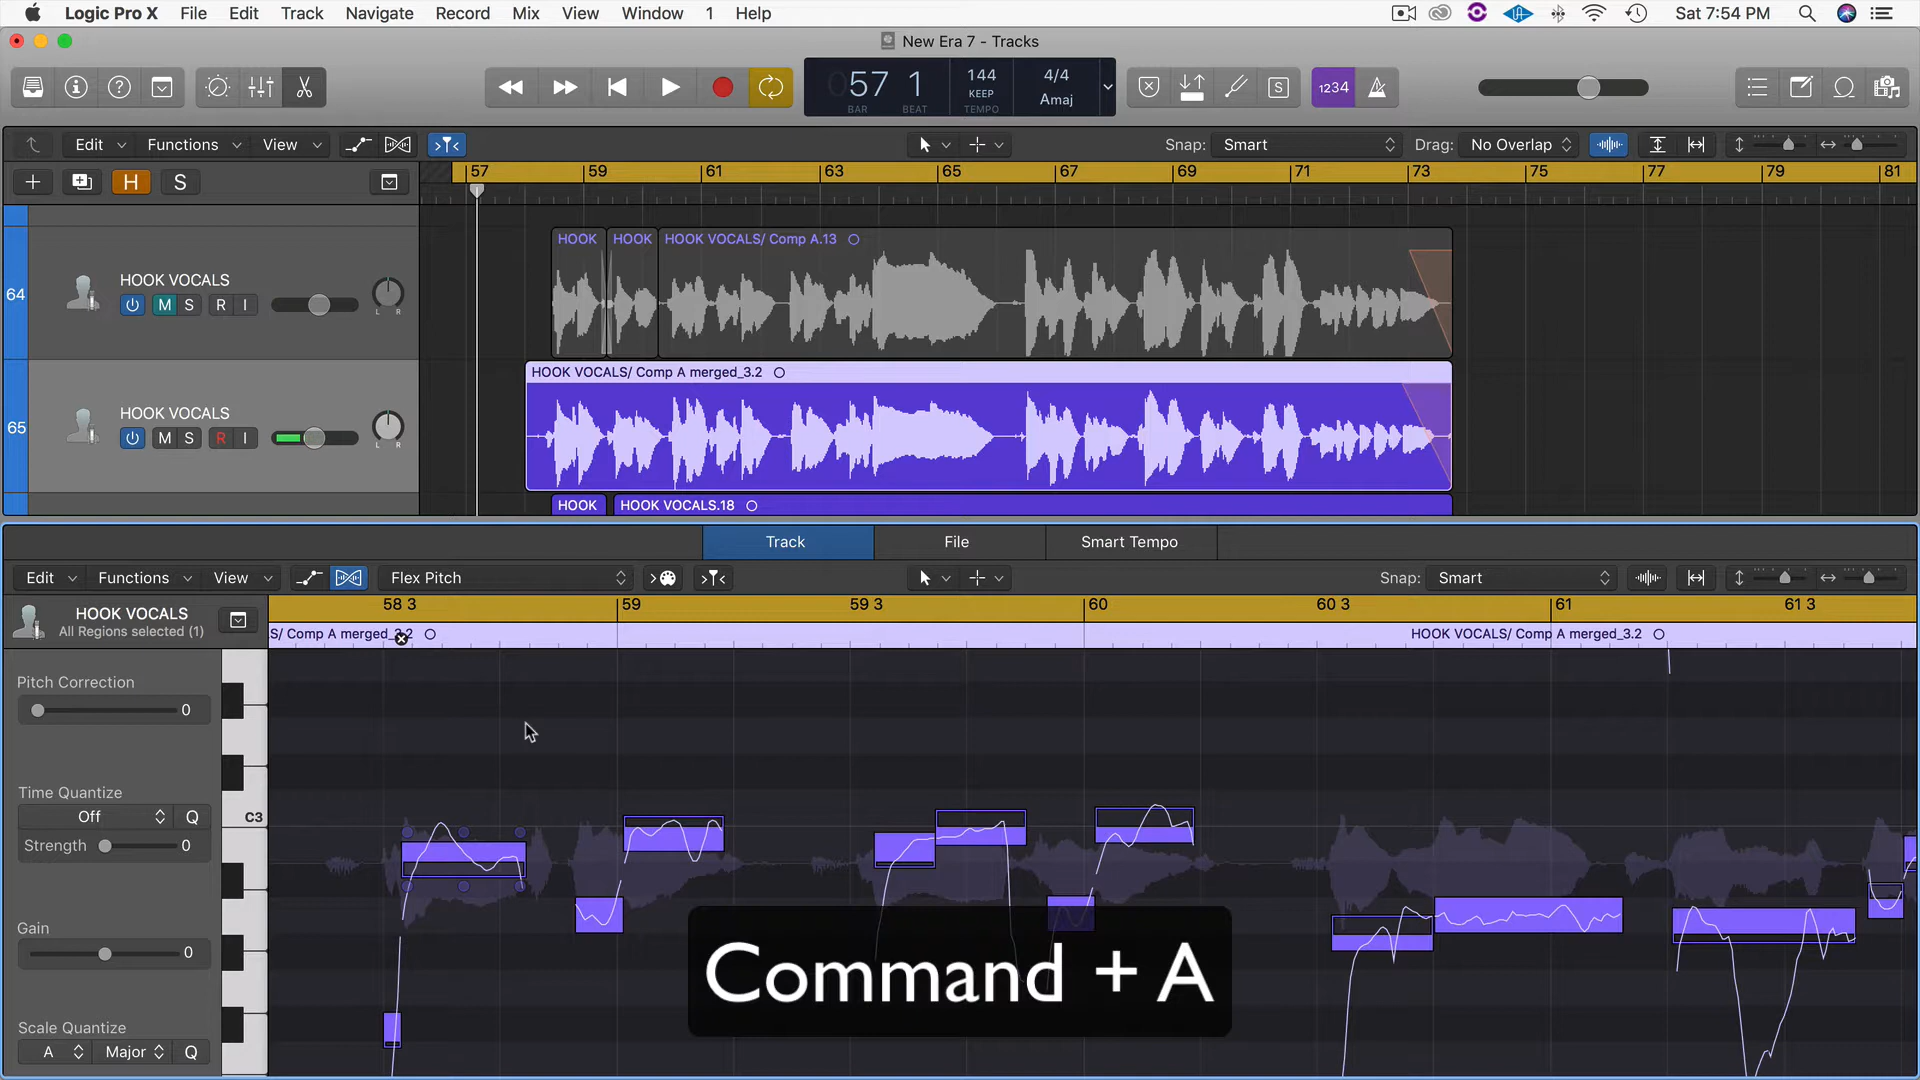 Logic Pro X File Edit Track Navigate Record Mix View Window 1 Help Sat 7:54 PM
New Era 7 - Tracks
57 1 144 KEEP 4/4 Amaj
BAR BEAT TEMPO
S 1234
Edit Functions View Snap: Smart Drag: No Overlap
H S 57 59 61 63 65 67 69 71 73 75 77 79 81
HOOK HOOK HOOK VOCALS/ Comp A.13
64 HOOK VOCALS
M S R I L R
HOOK VOCALS/ Comp A merged_3.2
65 HOOK VOCALS
M S R I L R
HOOK HOOK VOCALS.18
Track File Smart Tempo
Edit Functions View Flex Pitch Snap: Smart
58 3 59 59 3 60 60 3 61 61 3
HOOK VOCALS
All Regions selected (1)
S/ Comp A merged_3.2 HOOK VOCALS/ Comp A merged_3.2
Pitch Correction
0
Time Quantize
Off Q C3
Strength 0
Gain
0
Command + A
Scale Quantize
A Major Q